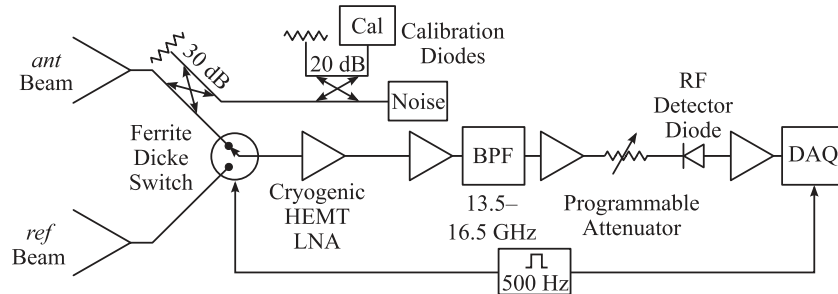 ant
Beam
30 dB
20 dB
Cal
Calibration
Diodes
Noise
Ferrite
Dicke
Switch
ref
Beam
Cryogenic
HEMT
LNA
BPF
13.5–
16.5 GHz
Programmable
Attenuator
RF
Detector
Diode
DAQ
500 Hz